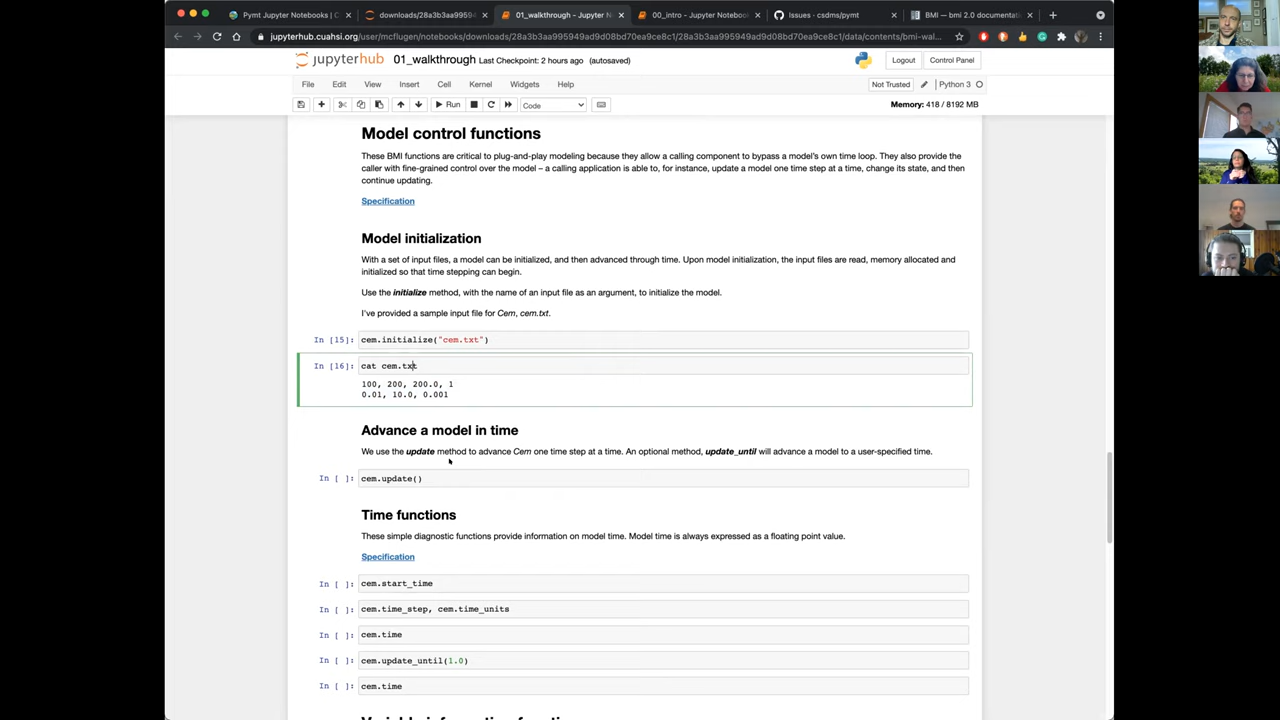 Pymt Jupyter Notebooks | C
downloads/28a3b3aa95949
01_walkthrough - Jupyter N
00_intro - Jupyter Notebook
Issues · csdms/pymt
BMI — bmi 2.0 documentation
jupyterhub.cuahsi.org/user/mcflugen/notebooks/downloads/28a3b3aa995949ad9d0bd70ea9ce8c1/28a3b3aa995949ad9d0bd70ea9ce8c1/data/contents/bmi-wal...
jupyterhub 01_walkthrough Last Checkpoint: 2 hours ago (autosaved)
Logout Control Panel
File Edit View Insert Cell Kernel Widgets Help
Not Trusted Python 3
Run Code Memory: 418 / 8192 MB
Model control functions
These BMI functions are critical to plug-and-play modeling because they allow a calling component to bypass a model's own time loop. They also provide the
caller with fine-grained control over the model – a calling application is able to, for instance, update a model one time step at a time, change its state, and then
continue updating.
Specification
Model initialization
With a set of input files, a model can be initialized, and then advanced through time. Upon model initialization, the input files are read, memory allocated and
initialized so that time stepping can begin.
Use the initialize method, with the name of an input file as an argument, to initialize the model.
I've provided a sample input file for Cem, cem.txt.
In [15]: cem.initialize("cem.txt")
In [16]: cat cem.txt
100, 200, 200.0, 1
0.01, 10.0, 0.001
Advance a model in time
We use the update method to advance Cem one time step at a time. An optional method, update_until will advance a model to a user-specified time.
In [ ]: cem.update()
Time functions
These simple diagnostic functions provide information on model time. Model time is always expressed as a floating point value.
Specification
In [ ]: cem.start_time
In [ ]: cem.time_step, cem.time_units
In [ ]: cem.time
In [ ]: cem.update_until(1.0)
In [ ]: cem.time